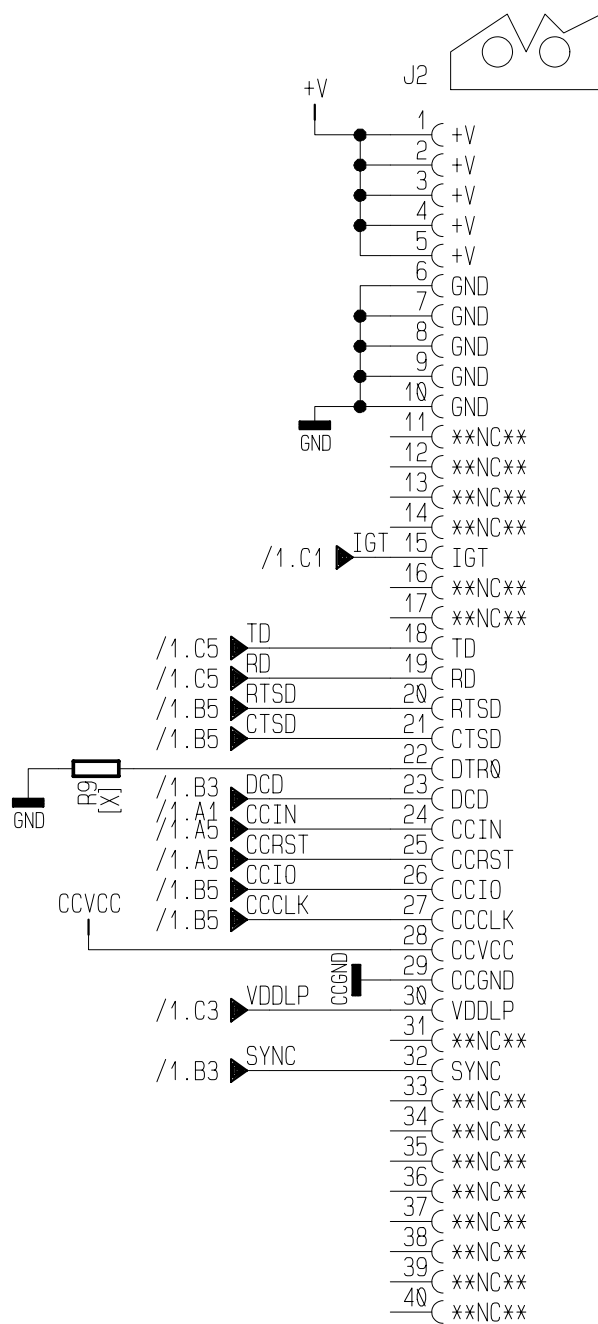 J2
+V
1 +V
2 +V
3 +V
4 +V
5 +V
6 GND
7 GND
8 GND
9 GND
10 GND
GND
11 **NC**
12 **NC**
13 **NC**
14 **NC**
/1.C1 IGT 15 IGT
16 **NC**
17 **NC**
/1.C5 TD 18 TD
/1.C5 RD 19 RD
/1.B5 RTSD 20 RTSD
/1.B5 CTSD 21 CTSD
22 DTR0
GND
R9
[X]
/1.B3 DCD 23 DCD
/1.A1
/1.A5 CCIN 24 CCIN
/1.A5 CCRST 25 CCRST
/1.B5 CCIO 26 CCIO
/1.B5 CCCLK 27 CCCLK
CCVCC
28 CCVCC
CCGND 29 CCGND
/1.C3 VDDLP 30 VDDLP
31 **NC**
/1.B3 SYNC 32 SYNC
33 **NC**
34 **NC**
35 **NC**
36 **NC**
37 **NC**
38 **NC**
39 **NC**
40 **NC**